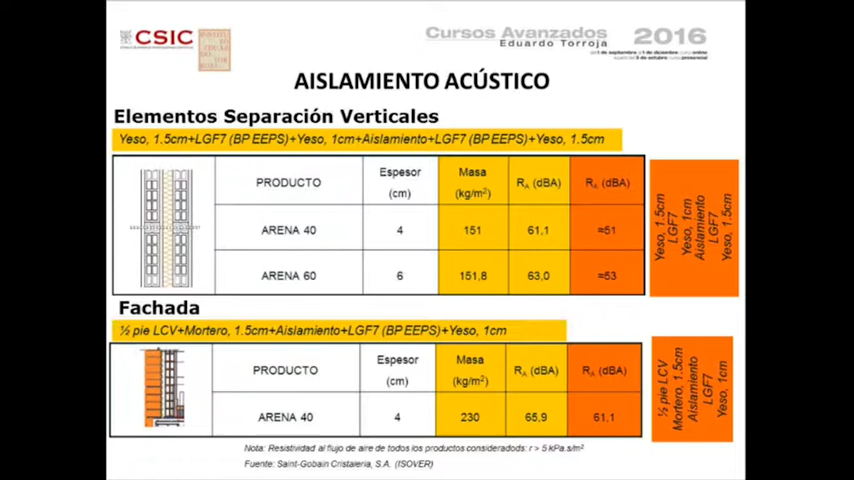 CSIC
Cursos Avanzados
Eduardo Torroja
2016
AISLAMIENTO ACÚSTICO
Elementos Separación Verticales
Yeso, 1.5cm+LGF7 (BP EEPS)+Yeso, 1cm+Aislamiento+LGF7 (BP EEPS)+Yeso, 1.5cm
PRODUCTO Espesor (cm) Masa (kg/m²) RA (dBA) RA (dBA)
ARENA 40 4 151 61,1 ≈51
ARENA 60 6 151,8 63,0 ≈53
Yeso, 1.5cm
LGF7
Yeso, 1cm
Aislamiento
LGF7
Yeso, 1.5cm
Fachada
½ pie LCV+Mortero, 1.5cm+Aislamiento+LGF7 (BP EEPS)+Yeso, 1cm
PRODUCTO Espesor (cm) Masa (kg/m²) RA (dBA) RA (dBA)
ARENA 40 4 230 65,9 61,1
½ pie LCV
Mortero, 1.5cm
Aislamiento
LGF7
Yeso, 1cm
Nota: Resistividad al flujo de aire de todos los productos consideradods: r > 5 kPa.s/m²
Fuente: Saint-Gobain Cristaleria, S.A. (ISOVER)